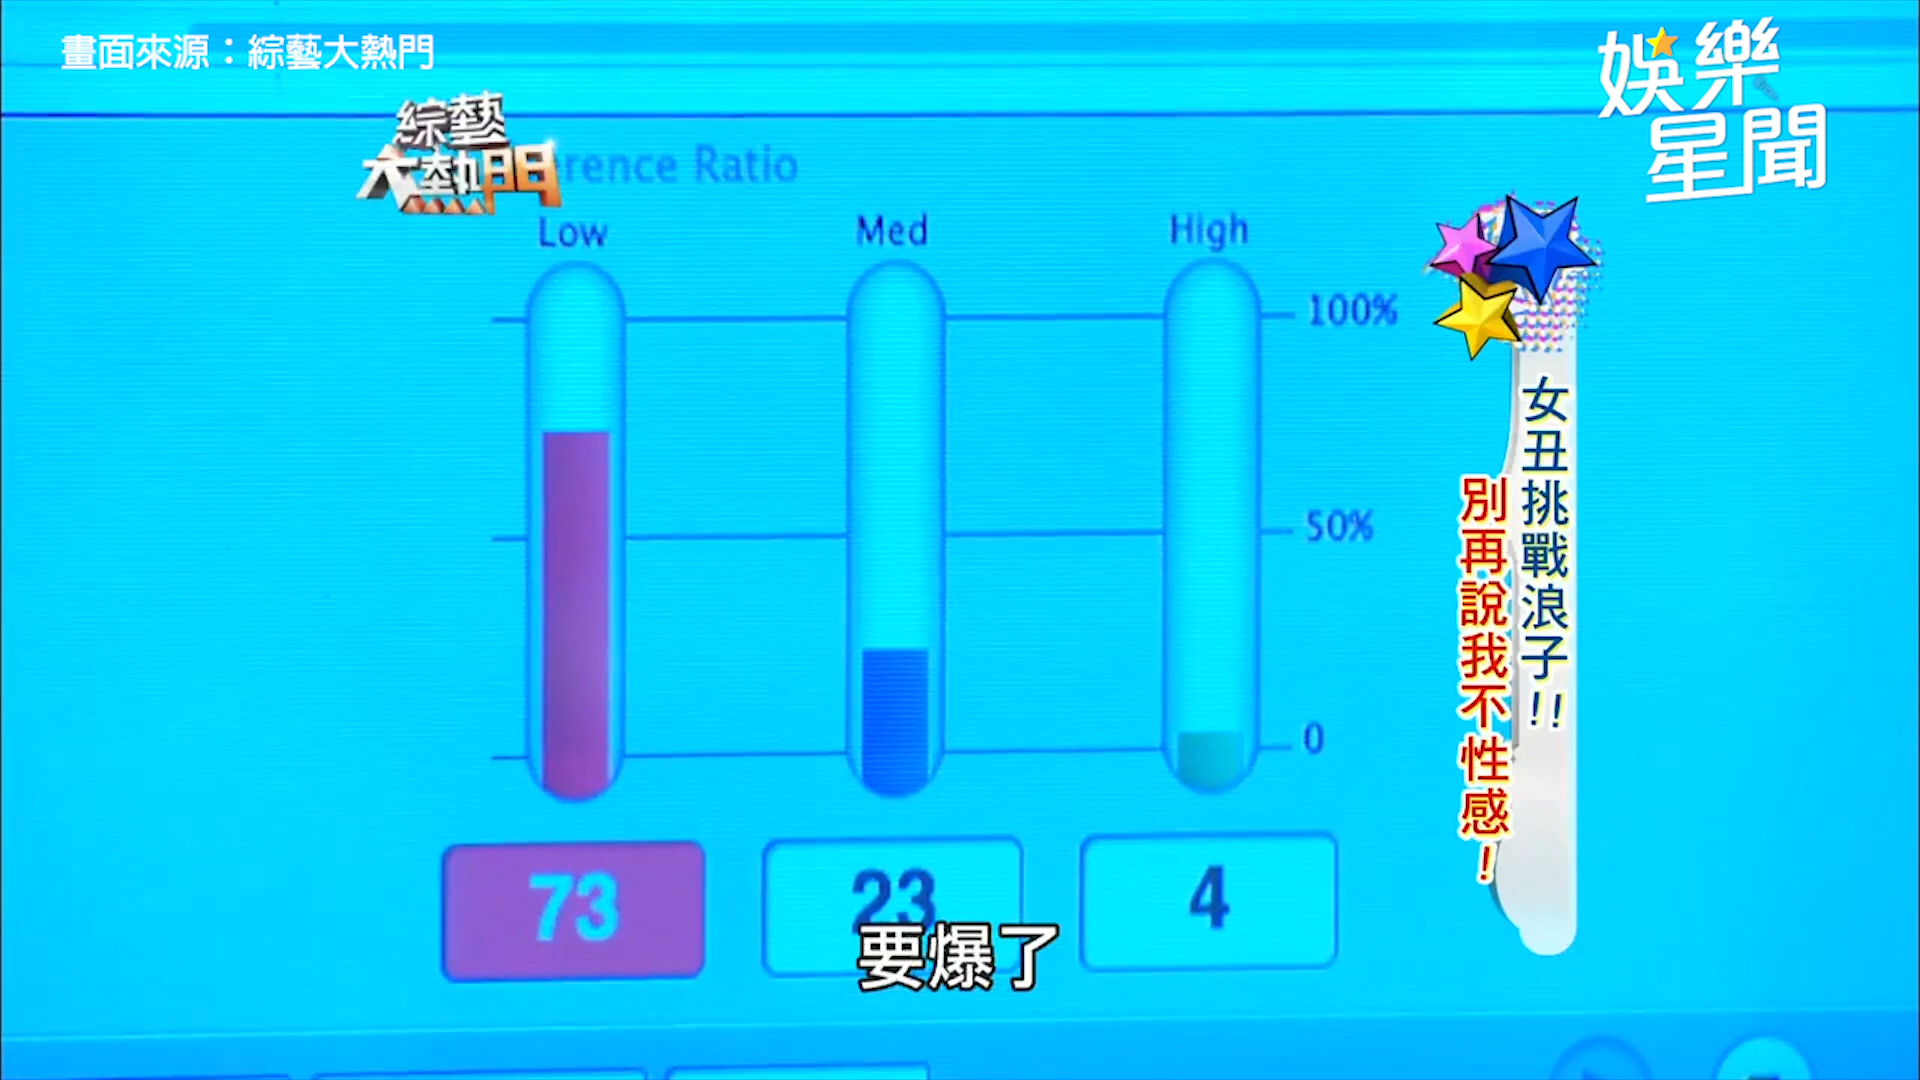 畫面來源：綜藝大熱門
娛樂
星聞
綜藝
大熱門
Ratio
Low
Med
High
100%
50%
0
女丑挑戰浪子!!
別再說我不性感！
73
23
4
要爆了